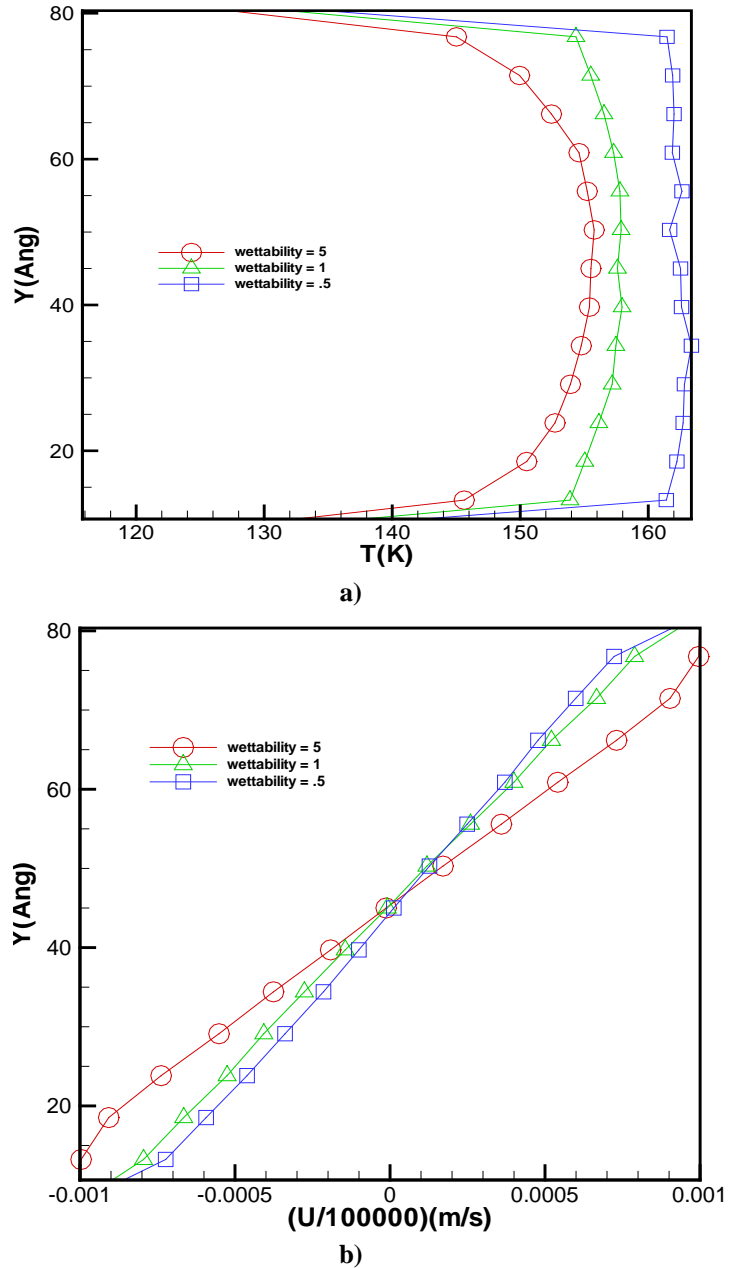 80
60
40
20
Y(Ang)
wettability = 5
wettability = 1
wettability = .5
120 130 140 150 160
T(K)
a)
80
60
40
20
Y(Ang)
wettability = 5
wettability = 1
wettability = .5
-0.001 -0.0005 0 0.0005 0.001
(U/100000)(m/s)
b)